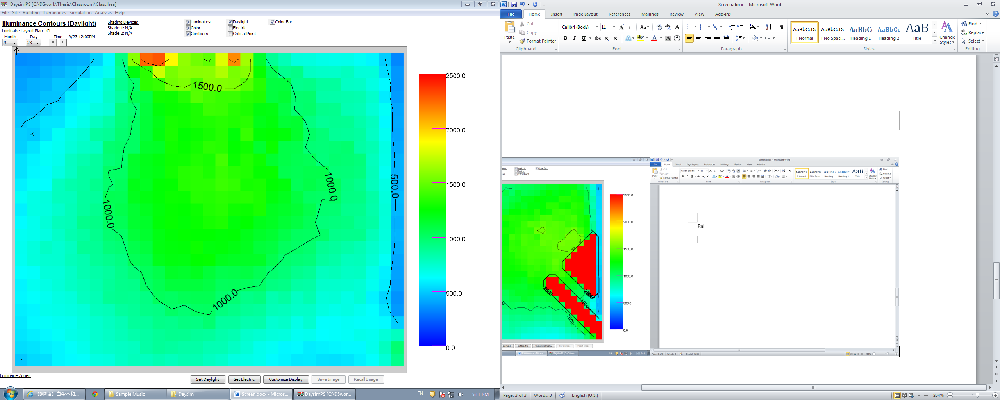 DaysimPS [C:\DSwork\Thesis\Classroom\Class.hea]
File Site Building Luminaires Simulation Analysis Help
Illuminance Contours (Daylight)
Luminaire Layout Plan - CL
Month Day Time 9/23 12:00PM
9 23
Shading Devices
Shade 1: N/A
Shade 2: N/A
Luminaires Daylight Color Bar
Color Electric
Contours Critical Point
1500.0
1000.0
500.0
1000.0
1000.0
2500.0
2000.0
1500.0
1000.0
500.0
0.0
Luminaire Zones
Set Daylight Set Electric Customize Display Save Image Recall Image
【B物语】白金不和... Sample Music Daysim Screen.docx - Micros... DaysimPS [C:\DSwor... EN 5:11 PM
Screen.docx - Microsoft Word
File Home Insert Page Layout References Mailings Review View Add-Ins
Paste Cut
Copy
Format Painter
Calibri (Body) 11
AaBbCcDc AaBbCcDc AaBbCc AaBbCc AaB
¶ Normal ¶ No Spaci... Heading 1 Heading 2 Title
Change Styles
Find
Replace
Select
Clipboard Font Paragraph Styles Editing
Screen.docx - Microsoft Word
File Home Insert Page Layout References Mailings Review View Add-Ins
Daylight Color Bar
Electric
Critical Point
Paste Cut
Copy
Format Painter
Calibri (Body) 11
¶ Normal ¶ No Spaci... Heading 1 Heading 2 Title
Change Styles
Find
Replace
Select
Clipboard Font Paragraph Styles Editing
2500.0
2000.0
1500.0
1000.0
500.0
0.0
2500
2500
1000
1000
Fall
Daylight Set Electric Customize Display Save Image Recall Image
Screen.docx - Micros... DaysimPS [C:\DSwor... EN 5:11 PM
Page: 3 of 3 Words: 3 English (U.S.) 204%
Page: 3 of 3 Words: 3 English (U.S.) 204%